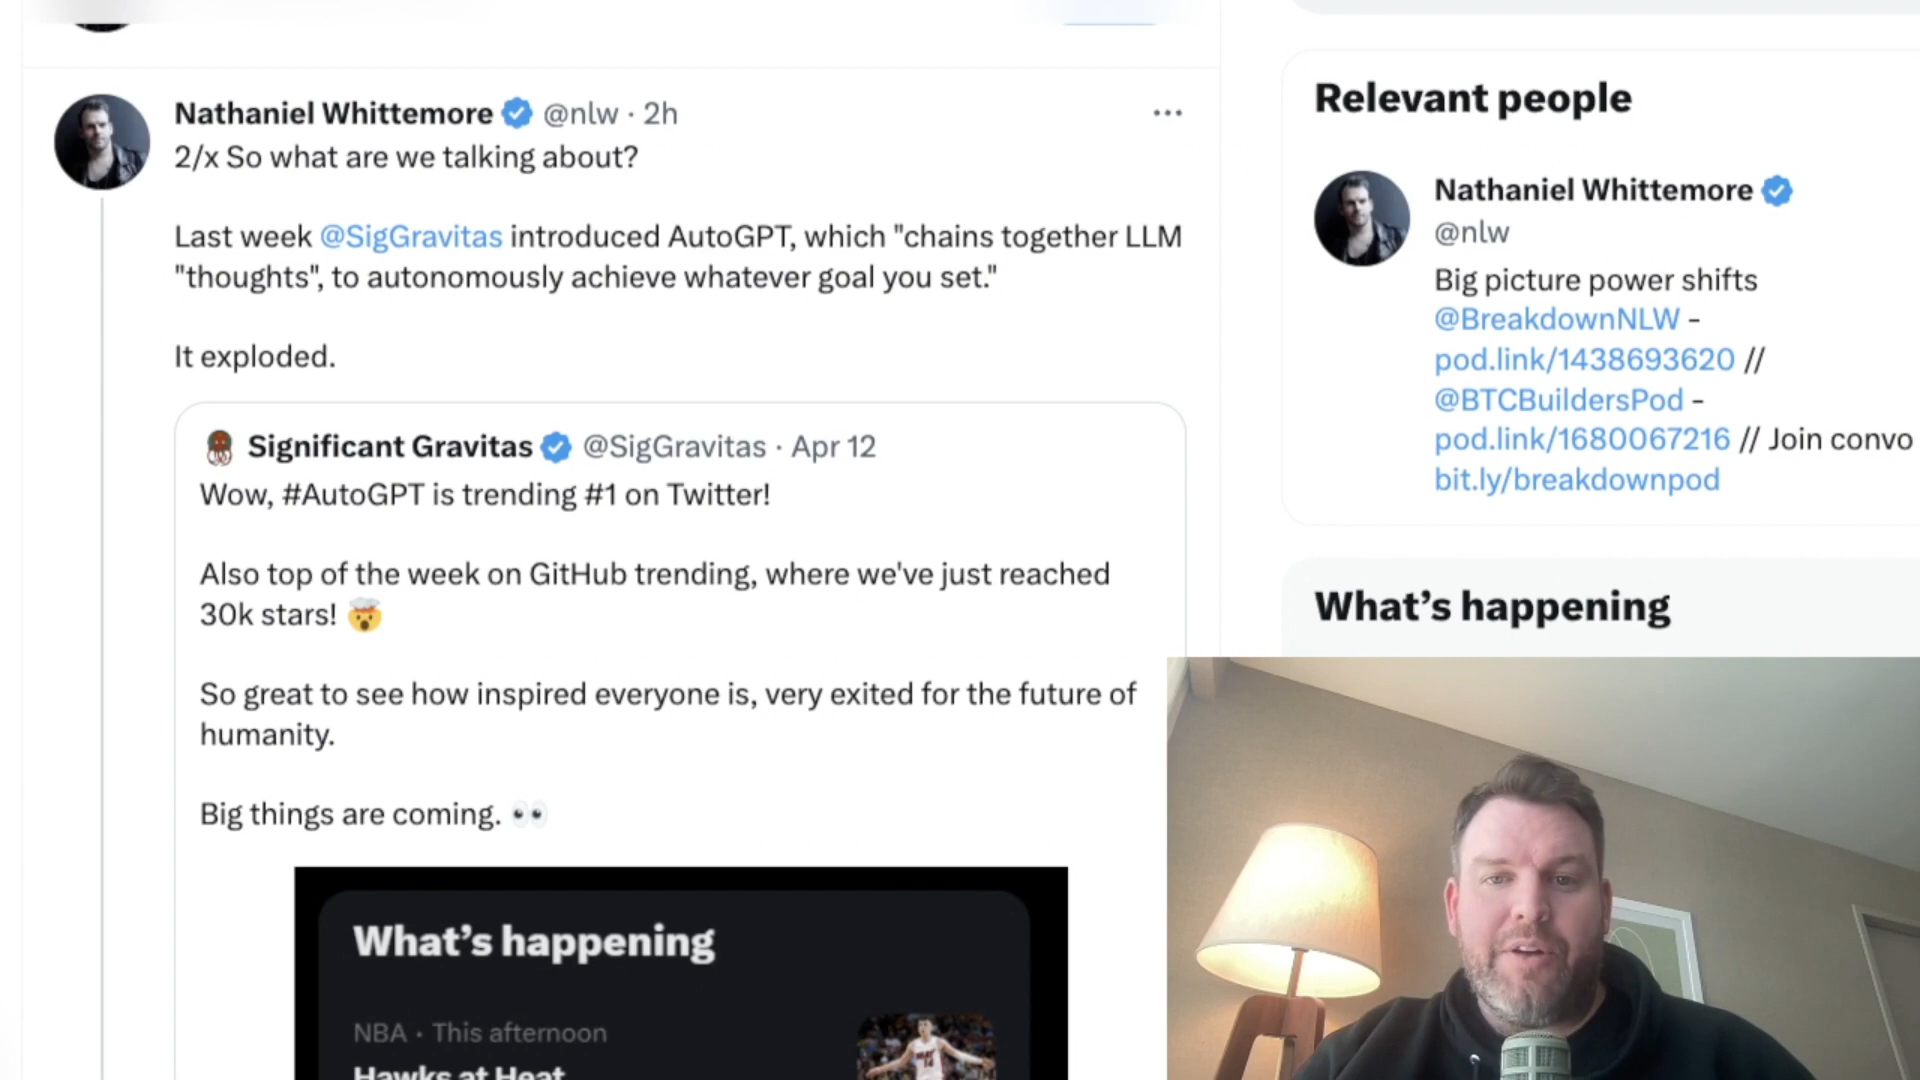 Nathaniel Whittemore @nlw · 2h
2/x So what are we talking about?
Last week @SigGravitas introduced AutoGPT, which "chains together LLM
"thoughts", to autonomously achieve whatever goal you set."
It exploded.
Significant Gravitas @SigGravitas · Apr 12
Wow, #AutoGPT is trending #1 on Twitter!
Also top of the week on GitHub trending, where we've just reached
30k stars! 🤯
So great to see how inspired everyone is, very exited for the future of
humanity.
Big things are coming. 👀
What's happening
NBA · This afternoon
Hawks at Heat
Relevant people
Nathaniel Whittemore
@nlw
Big picture power shifts
@BreakdownNLW -
pod.link/1438693620 //
@BTCBuildersPod -
pod.link/1680067216 // Join convo
bit.ly/breakdownpod
What's happening